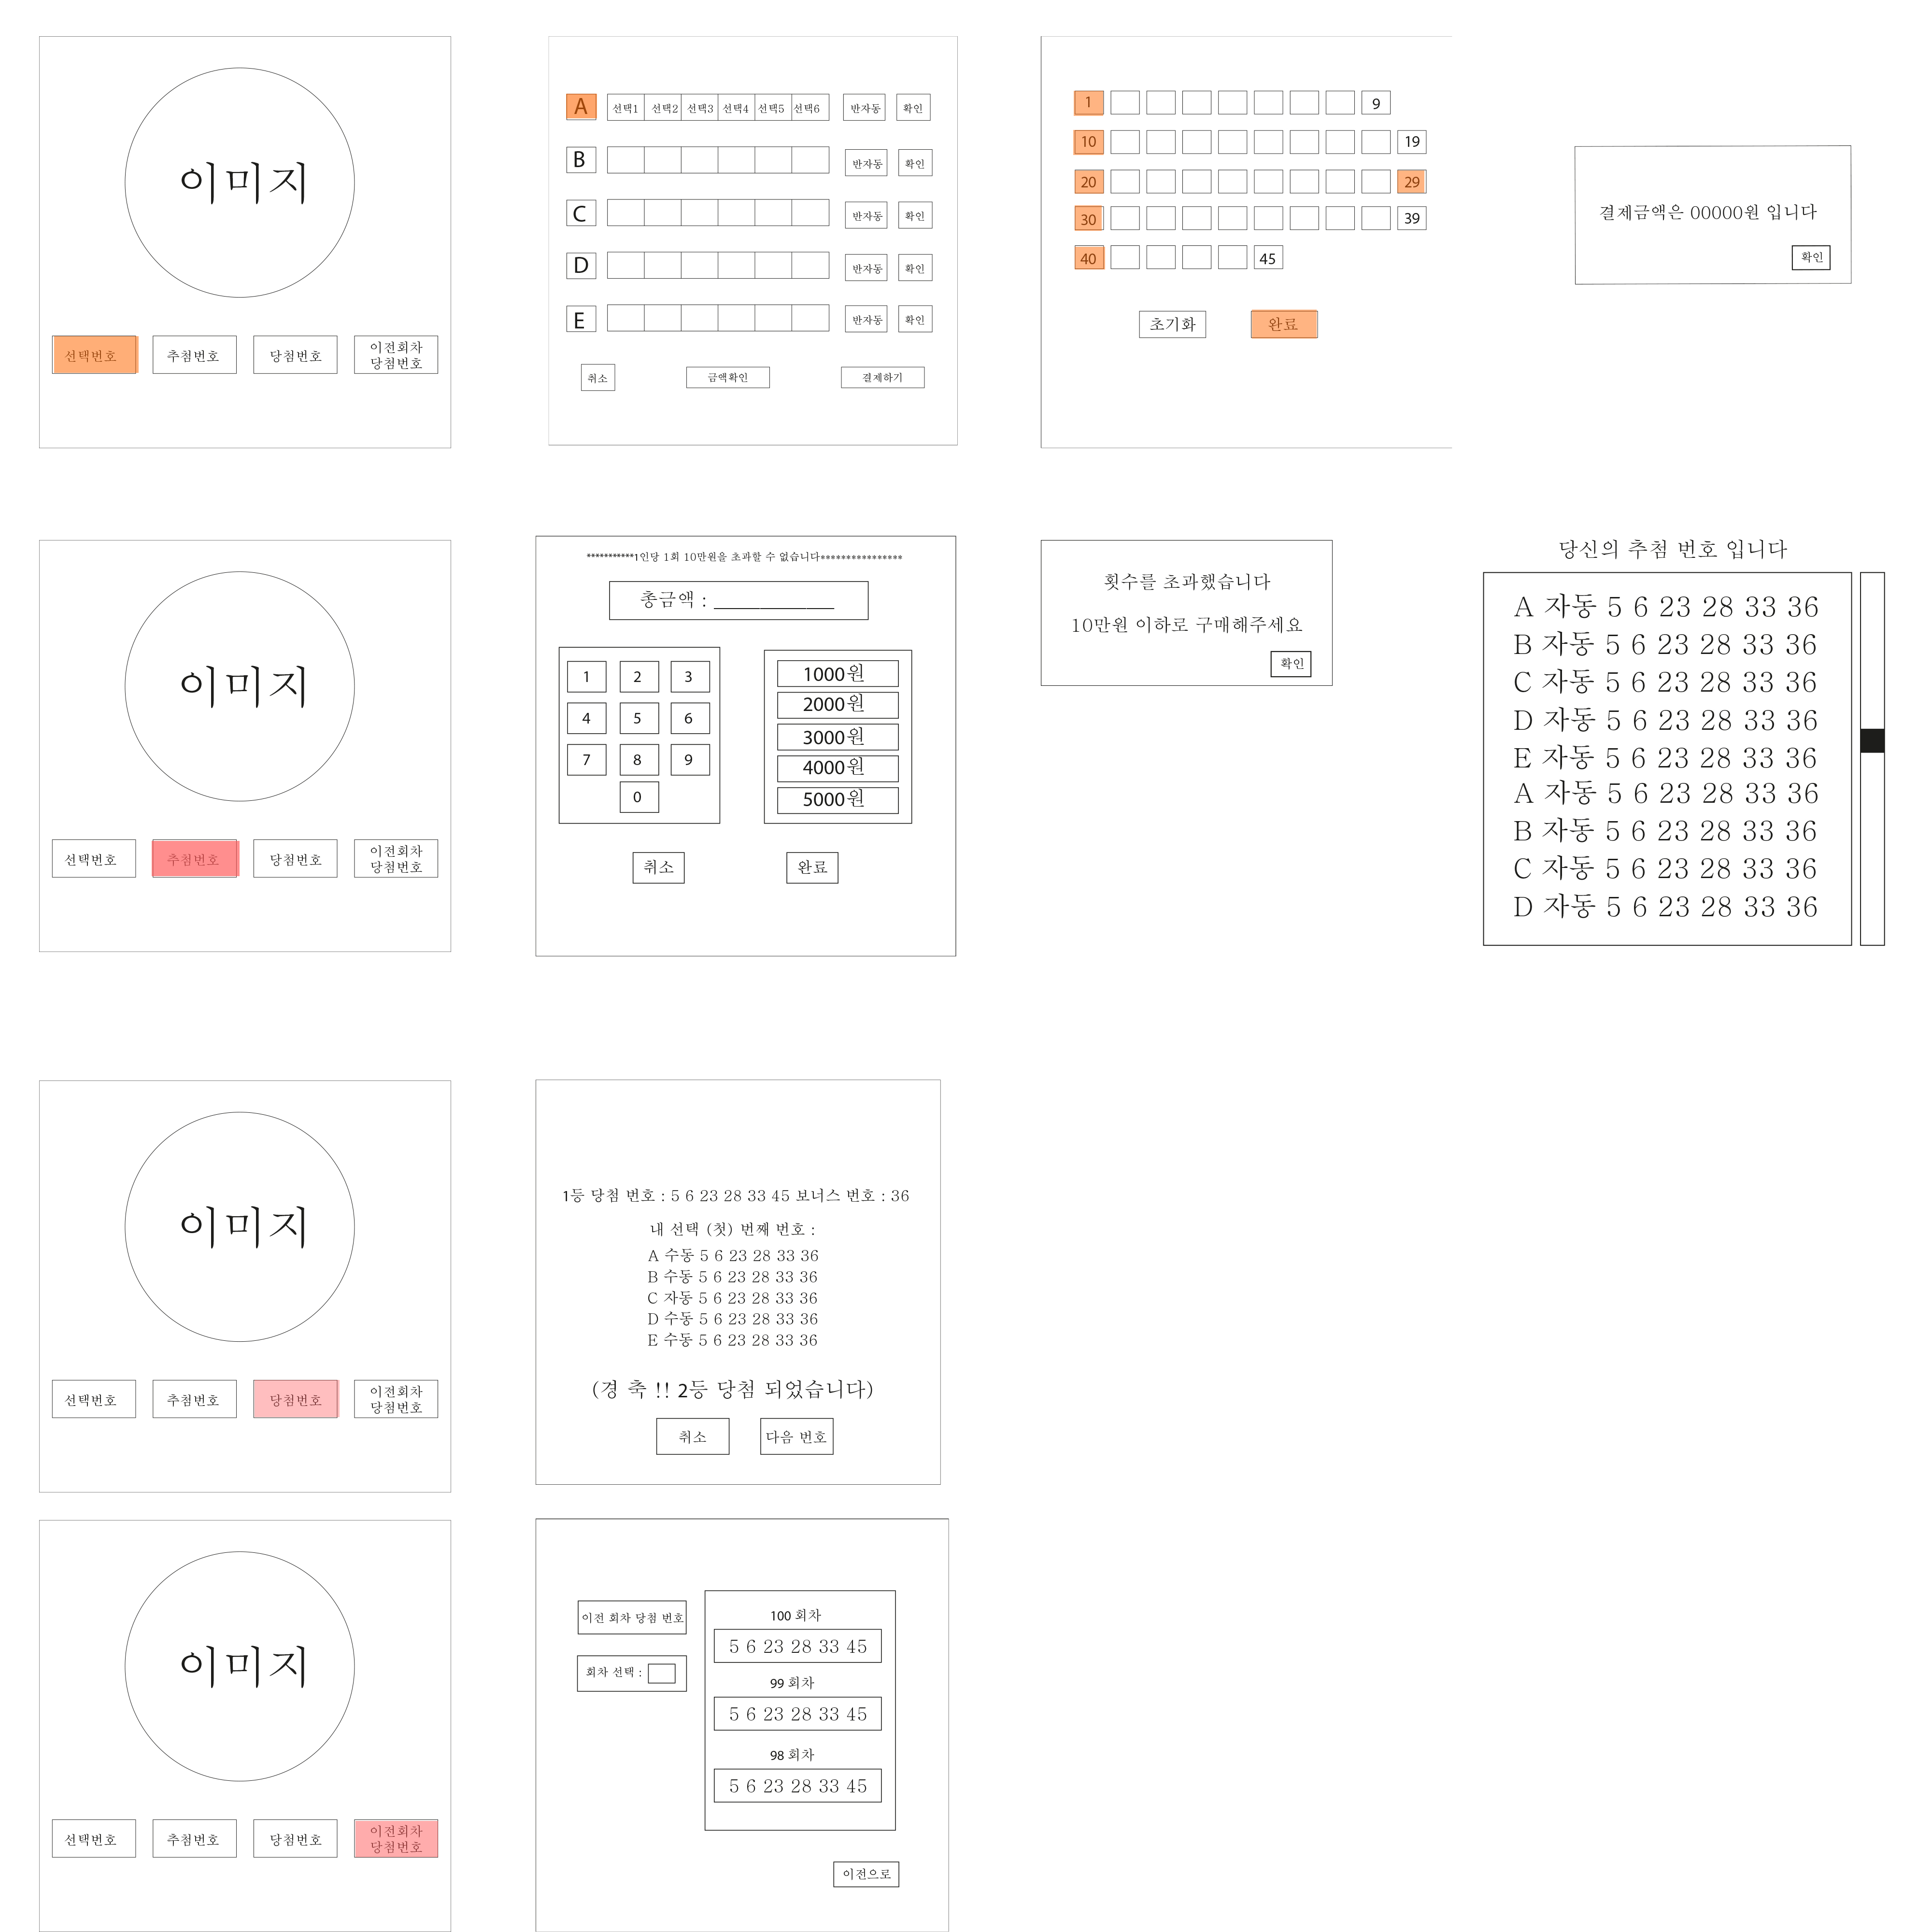 이미지
선택번호 추첨번호 당첨번호 이전회차
당첨번호
A 선택1 선택2 선택3 선택4 선택5 선택6 반자동 확인
B 반자동 확인
C 반자동 확인
D 반자동 확인
E 반자동 확인
취소 금액확인 결제하기
1 9
10 19
20 29
30 39
40 45
초기화 완료
결제금액은 00000원 입니다
확인
이미지
선택번호 추첨번호 당첨번호 이전회차
당첨번호
***********1인당 1회 10만원을 초과할 수 없습니다****************
총금액 : ____________
1 2 3
4 5 6
7 8 9
0
1000원
2000원
3000원
4000원
5000원
취소 완료
횟수를 초과했습니다
10만원 이하로 구매해주세요
확인
당신의 추첨 번호 입니다
A 자동 5 6 23 28 33 36
B 자동 5 6 23 28 33 36
C 자동 5 6 23 28 33 36
D 자동 5 6 23 28 33 36
E 자동 5 6 23 28 33 36
A 자동 5 6 23 28 33 36
B 자동 5 6 23 28 33 36
C 자동 5 6 23 28 33 36
D 자동 5 6 23 28 33 36
이미지
선택번호 추첨번호 당첨번호 이전회차
당첨번호
1등 당첨 번호 : 5 6 23 28 33 45 보너스 번호 : 36
내 선택 (첫) 번째 번호 :
A 수동 5 6 23 28 33 36
B 수동 5 6 23 28 33 36
C 자동 5 6 23 28 33 36
D 수동 5 6 23 28 33 36
E 수동 5 6 23 28 33 36
(경 축 !! 2등 당첨 되었습니다)
취소 다음 번호
이미지
선택번호 추첨번호 당첨번호 이전회차
당첨번호
이전 회차 당첨 번호
회차 선택 :
100 회차
5 6 23 28 33 45
99 회차
5 6 23 28 33 45
98 회차
5 6 23 28 33 45
이전으로